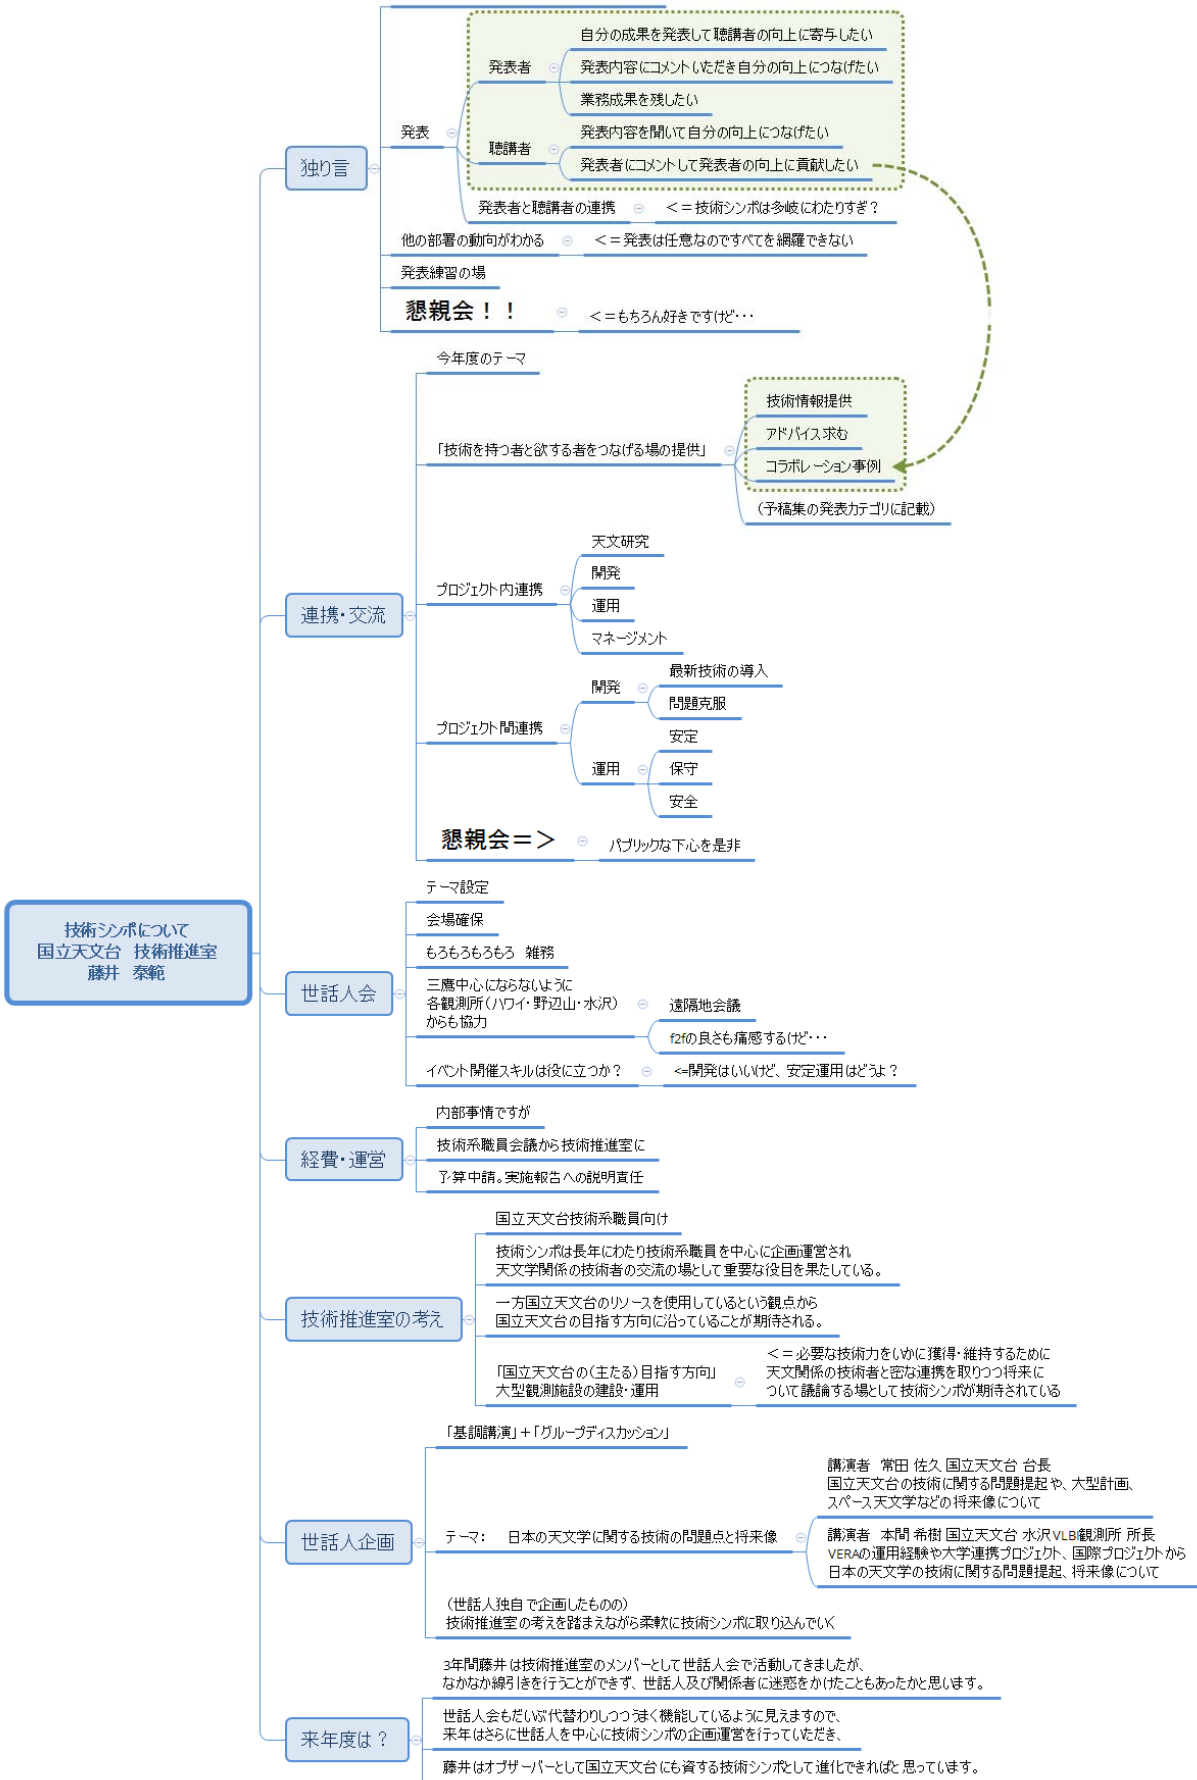 独り言
発表
発表者
自分の成果を発表して聴講者の向上に寄与したい
発表内容にコメントいただき自分の向上につなげたい
業務成果を残したい
聴講者
発表内容を聞いて自分の向上につなげたい
発表者にコメントして発表者の向上に貢献したい
発表者と聴講者の連携
＜＝技術シンポは多岐にわたりすぎ？
他の部署の動向がわかる
＜＝発表は任意なのですべてを網羅できない
発表練習の場
懇親会！！
＜＝もちろん好きですけど・・・
連携・交流
今年度のテーマ
「技術を持つ者と欲する者をつなげる場の提供」
技術情報提供
アドバイス求む
コラボレーション事例
（予稿集の発表カテゴリに記載）
プロジェクト内連携
天文研究
開発
運用
マネージメント
プロジェクト間連携
開発
最新技術の導入
問題克服
運用
安定
保守
安全
懇親会＝＞
パブリックな下心を是非
技術シンポについて
国立天文台　技術推進室
藤井　泰範
世話人会
テーマ設定
会場確保
もろもろもろもろ　雑務
三鷹中心にならないように
各観測所（ハワイ・野辺山・水沢）
からも協力
遠隔地会議
f2fの良さも痛感するけど・・・
イベント開催スキルは役に立つか？
<=開発はいいけど、安定運用はどうよ？
経費・運営
内部事情ですが
技術系職員会議から技術推進室に
予算申請。実施報告への説明責任
技術推進室の考え
国立天文台技術系職員向け
技術シンポは長年にわたり技術系職員を中心に企画運営され
天文学関係の技術者の交流の場として重要な役目を果たしている。
一方国立天文台のリソースを使用しているという観点から
国立天文台の目指す方向に沿っていることが期待される。
「国立天文台の（主たる）目指す方向」
大型観測施設の建設・運用
＜＝必要な技術力をいかに獲得・維持するために
天文関係の技術者と密な連携を取りつつ将来に
ついて議論する場として技術シンポが期待されている
世話人企画
「基調講演」＋「グループディスカッション」
テーマ：　日本の天文学に関する技術の問題点と将来像
講演者　常田 佐久 国立天文台 台長
国立天文台の技術に関する問題提起や、大型計画、
スペース天文学などの将来像について
講演者　本間 希樹 国立天文台 水沢VLBI観測所 所長
VERAの運用経験や大学連携プロジェクト、国際プロジェクトから
日本の天文学の技術に関する問題提起、将来像について
（世話人独自で企画したものの）
技術推進室の考えを踏まえながら柔軟に技術シンポに取り込んでいく
来年度は？
3年間藤井は技術推進室のメンバーとして世話人会で活動してきましたが、
なかなか線引きを行うことができず、世話人及び関係者に迷惑をかけたこともあったかと思います。
世話人会もだいぶ代替わりしつつうまく機能しているように見えますので、
来年はさらに世話人を中心に技術シンポの企画運営を行っていただき、
藤井はオブザーバーとして国立天文台にも資する技術シンポとして進化できればと思っています。